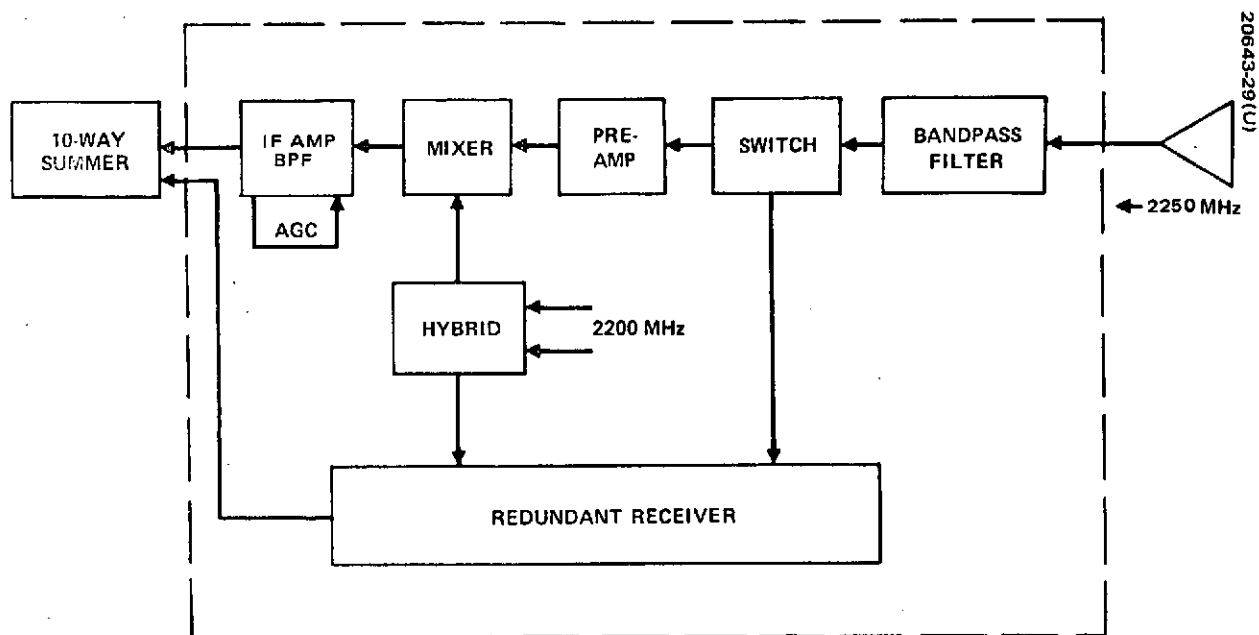 20643-29(U)
10-WAY
SUMMER
IF AMP
BPF
MIXER
PRE-
AMP
SWITCH
BANDPASS
FILTER
AGC
2250 MHz
HYBRID
2200 MHz
REDUNDANT RECEIVER